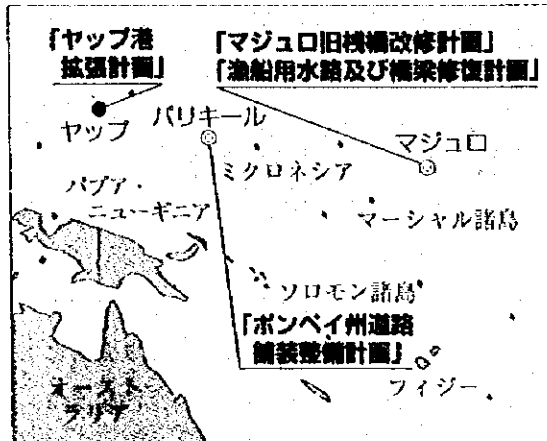 「ヤップ港
拡張計画」
「マジュロ旧桟橋改修計画」
「漁船用水路及び橋梁修復計画」
ヤップ
パリキール
マジュロ
ミクロネシア
パプア・
ニューギニア
マーシャル諸島
ソロモン諸島
「ポンペイ州道路
舗装整備計画」
オースト
ラリア
フィジー